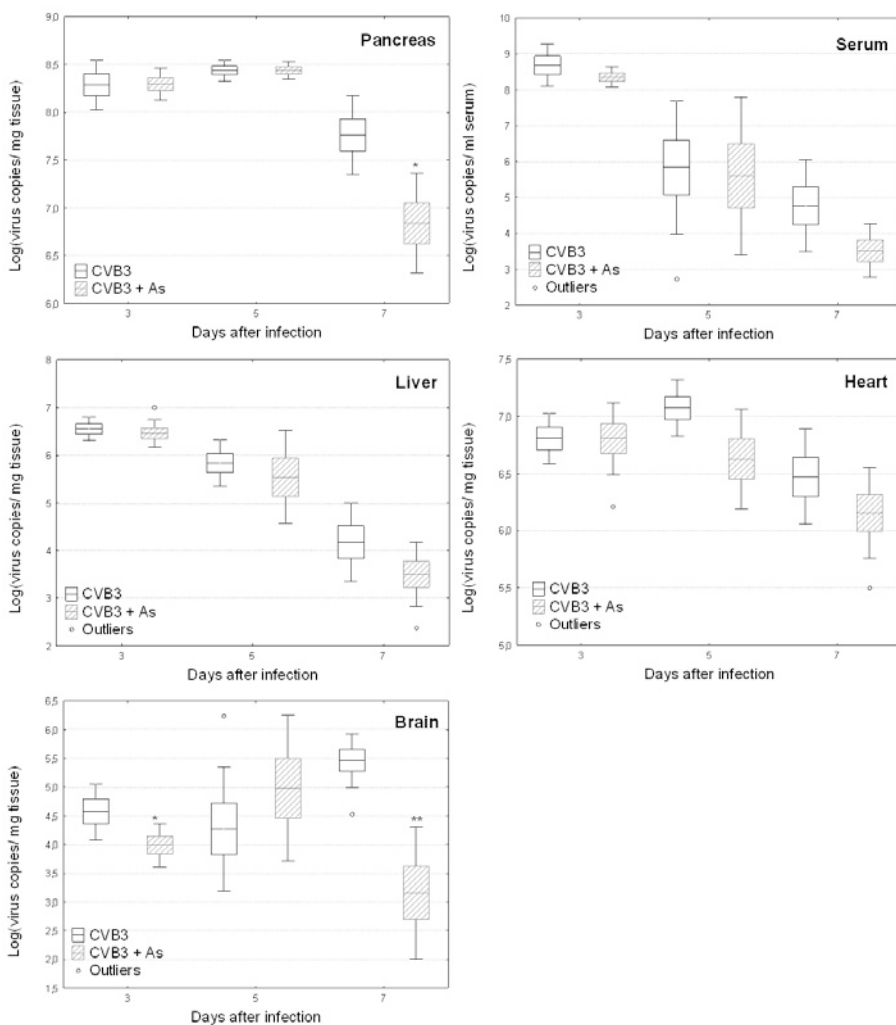 Pancreas
Log(virus copies/ mg tissue)
9,0
8,5
8,0
7,5
7,0
6,5
6,0
*
CVB3
CVB3 + As
3 5 7
Days after infection
Serum
Log(virus copies/ ml serum)
10
9
8
7
6
5
4
3
2
CVB3
CVB3 + As
Outliers
3 5 7
Days after infection
Liver
Log(virus copies/ mg tissue)
8
7
6
5
4
3
2
CVB3
CVB3 + As
Outliers
3 5 7
Days after infection
Heart
Log(virus copies/ mg tissue)
7,5
7,0
6,5
6,0
5,5
5,0
CVB3
CVB3 + As
Outliers
3 5 7
Days after infection
Brain
Log(virus copies/ mg tissue)
6,5
6,0
5,5
5,0
4,5
4,0
3,5
3,0
2,5
2,0
1,5
*
**
CVB3
CVB3 + As
Outliers
3 5 7
Days after infection